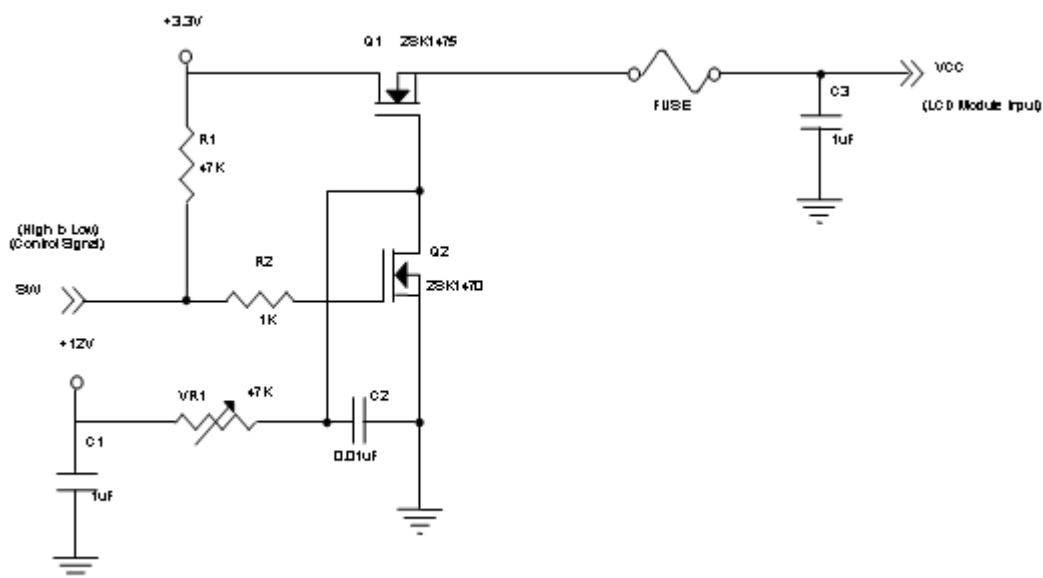 +3.3V
Q1 2SK1475
VCC
FUSE
C3
(LCD Module Input)
R1
1uF
47K
(High to Low)
(Control Signal)
Q2
R2
SW
2SK1470
1K
+12V
VR1 47K C2
C1
0.01uF
1uF